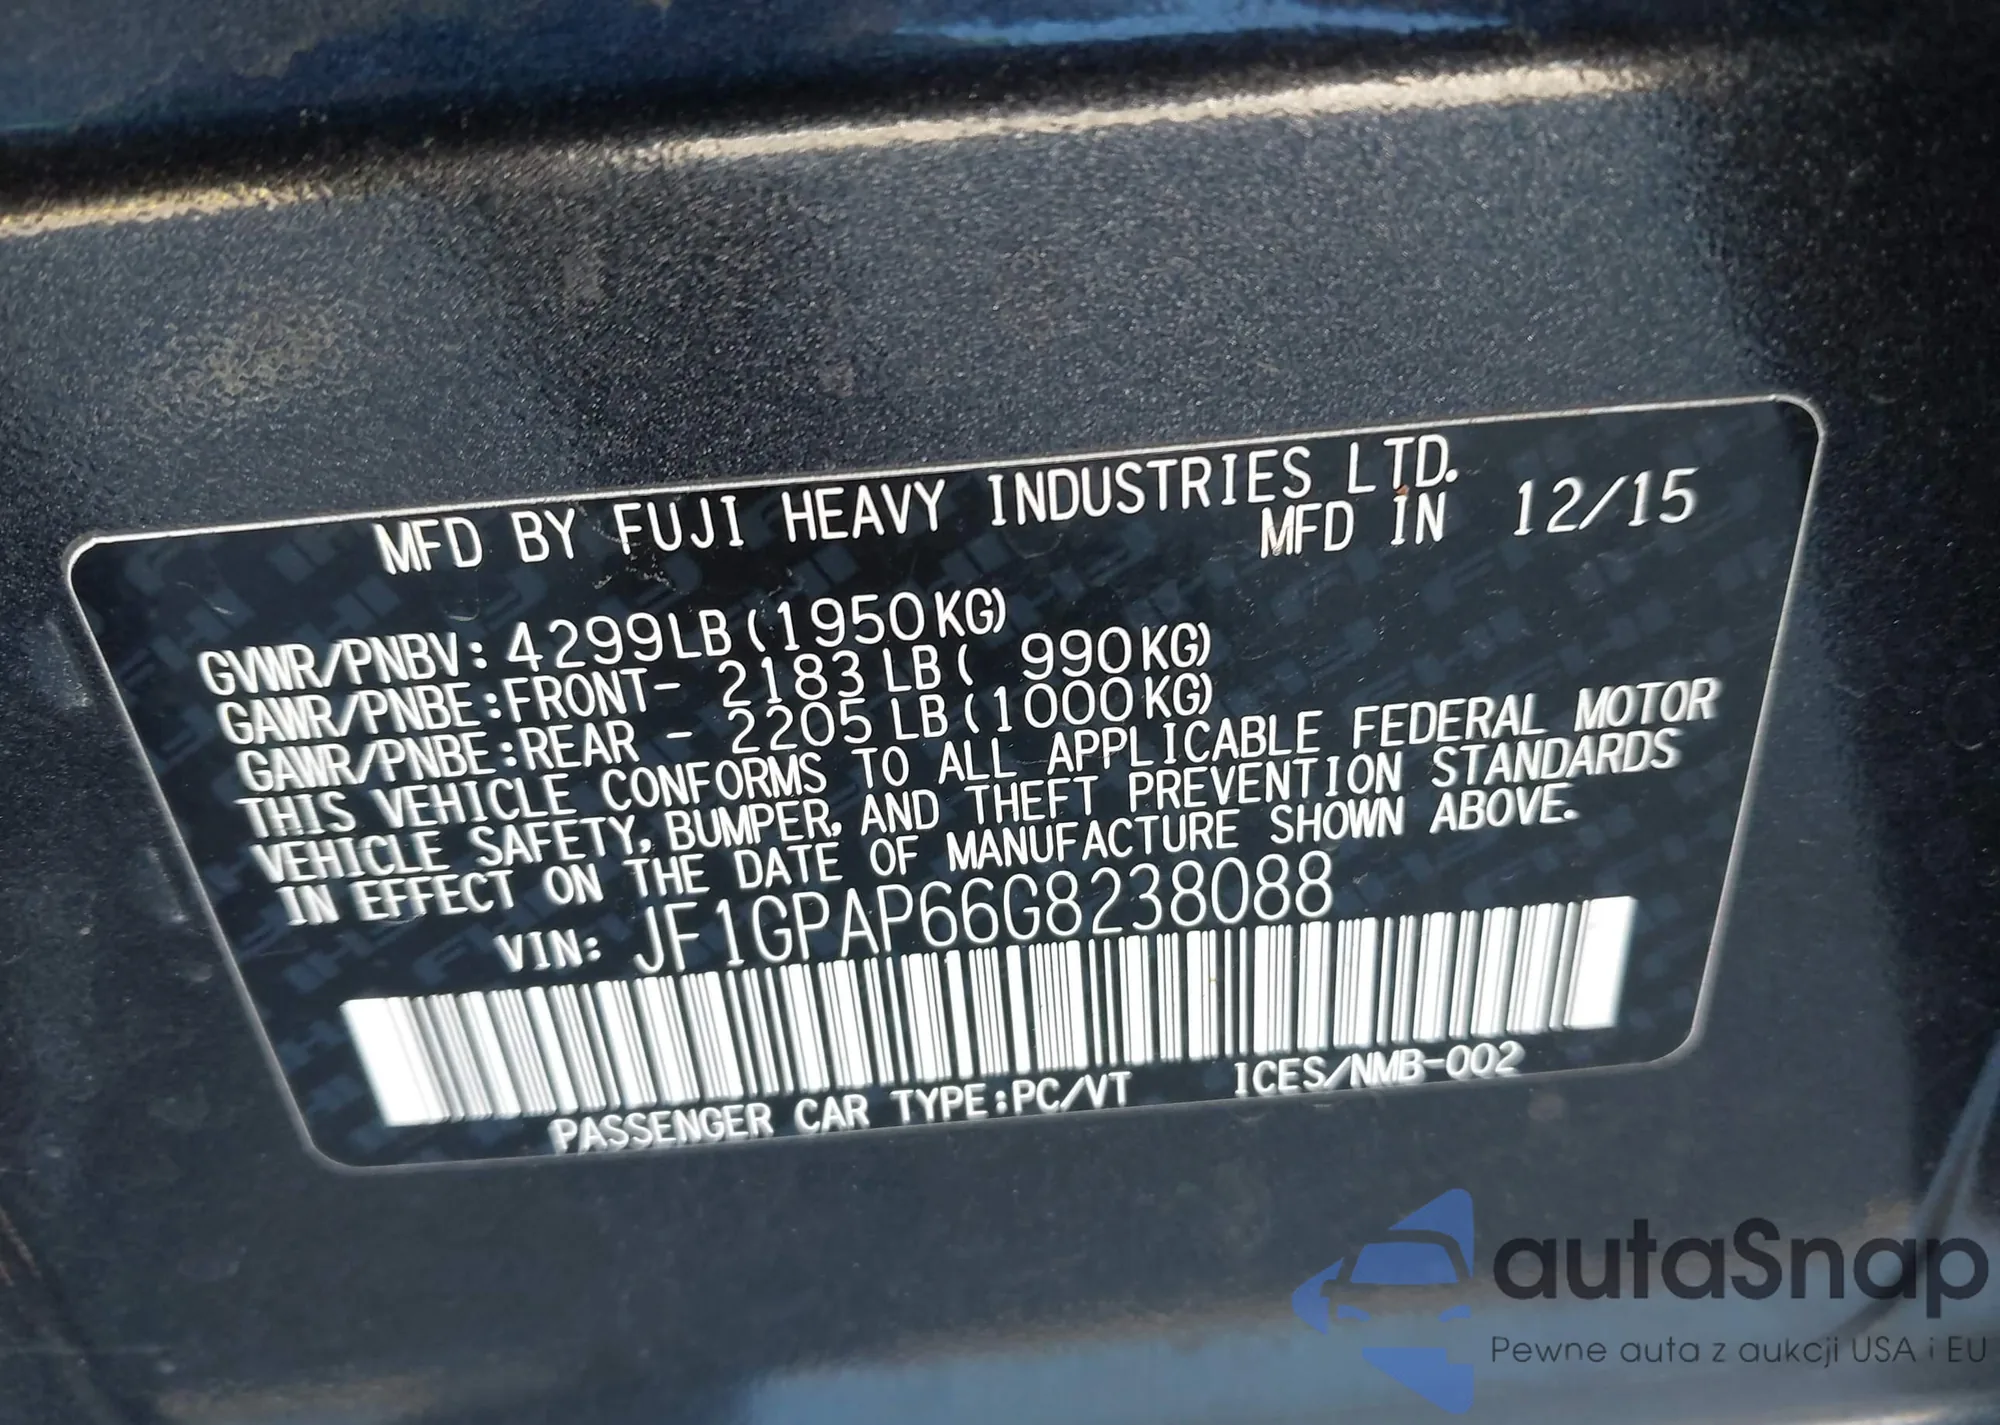 MFD BY FUJI HEAVY INDUSTRIES LTD.
MFD IN 12/15
GVWR/PNBV: 4299LB(1950KG)
GAWR/PNBE:FRONT- 2183 LB( 990KG)
GAWR/PNBE:REAR - 2205 LB(1000KG)
THIS VEHICLE CONFORMS TO ALL APPLICABLE FEDERAL MOTOR
VEHICLE SAFETY, BUMPER, AND THEFT PREVENTION STANDARDS
IN EFFECT ON THE DATE OF MANUFACTURE SHOWN ABOVE.
VIN: JF1GPAP66G8238088
PASSENGER CAR TYPE:PC/VT ICES/NMB-002
autaSnap
Pewne auta z aukcji USA i EU